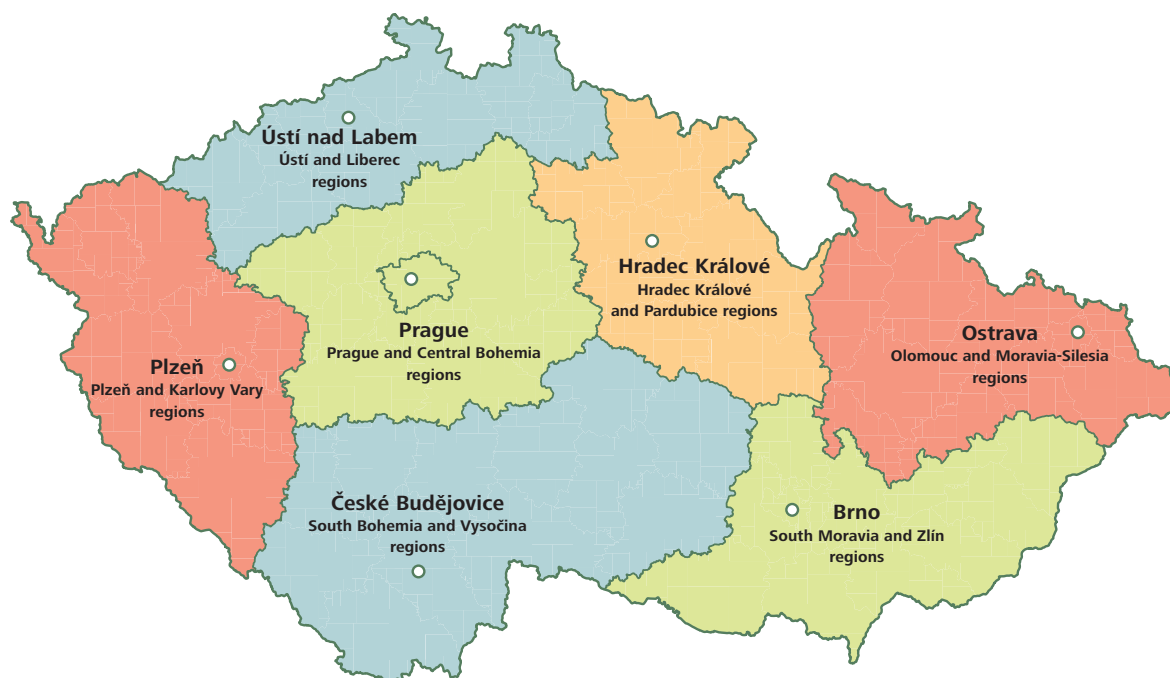 Ústí nad Labem
Ústí and Liberec
regions
Hradec Králové
Hradec Králové
and Pardubice regions
Prague
Prague and Central Bohemia
regions
Ostrava
Olomouc and Moravia-Silesia
regions
Plzeň
Plzeň and Karlovy Vary
regions
České Budějovice
South Bohemia and Vysočina
regions
Brno
South Moravia and Zlín
regions